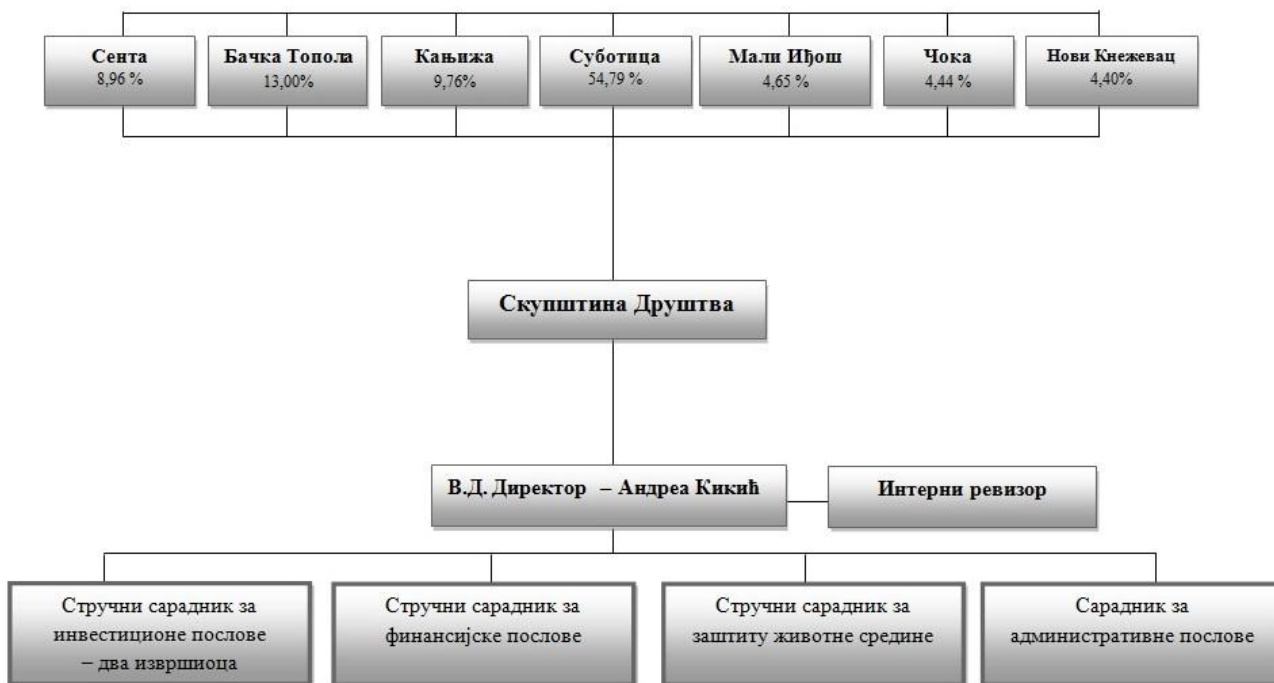 Сента
8,96 %
Бачка Топола
13,00%
Кањижа
9,76%
Суботица
54,79 %
Мали Иђош
4,65 %
Чока
4,44 %
Нови Кнежевац
4,40%
Скупштина Друштва
В.Д. Директор – Андреа Кикић
Интерни ревизор
Стручни сарадник за
инвестиционе послове
– два извршиоца
Стручни сарадник за
финансијске послове
Стручни сарадник за
заштиту животне средине
Сарадник за
административне послове